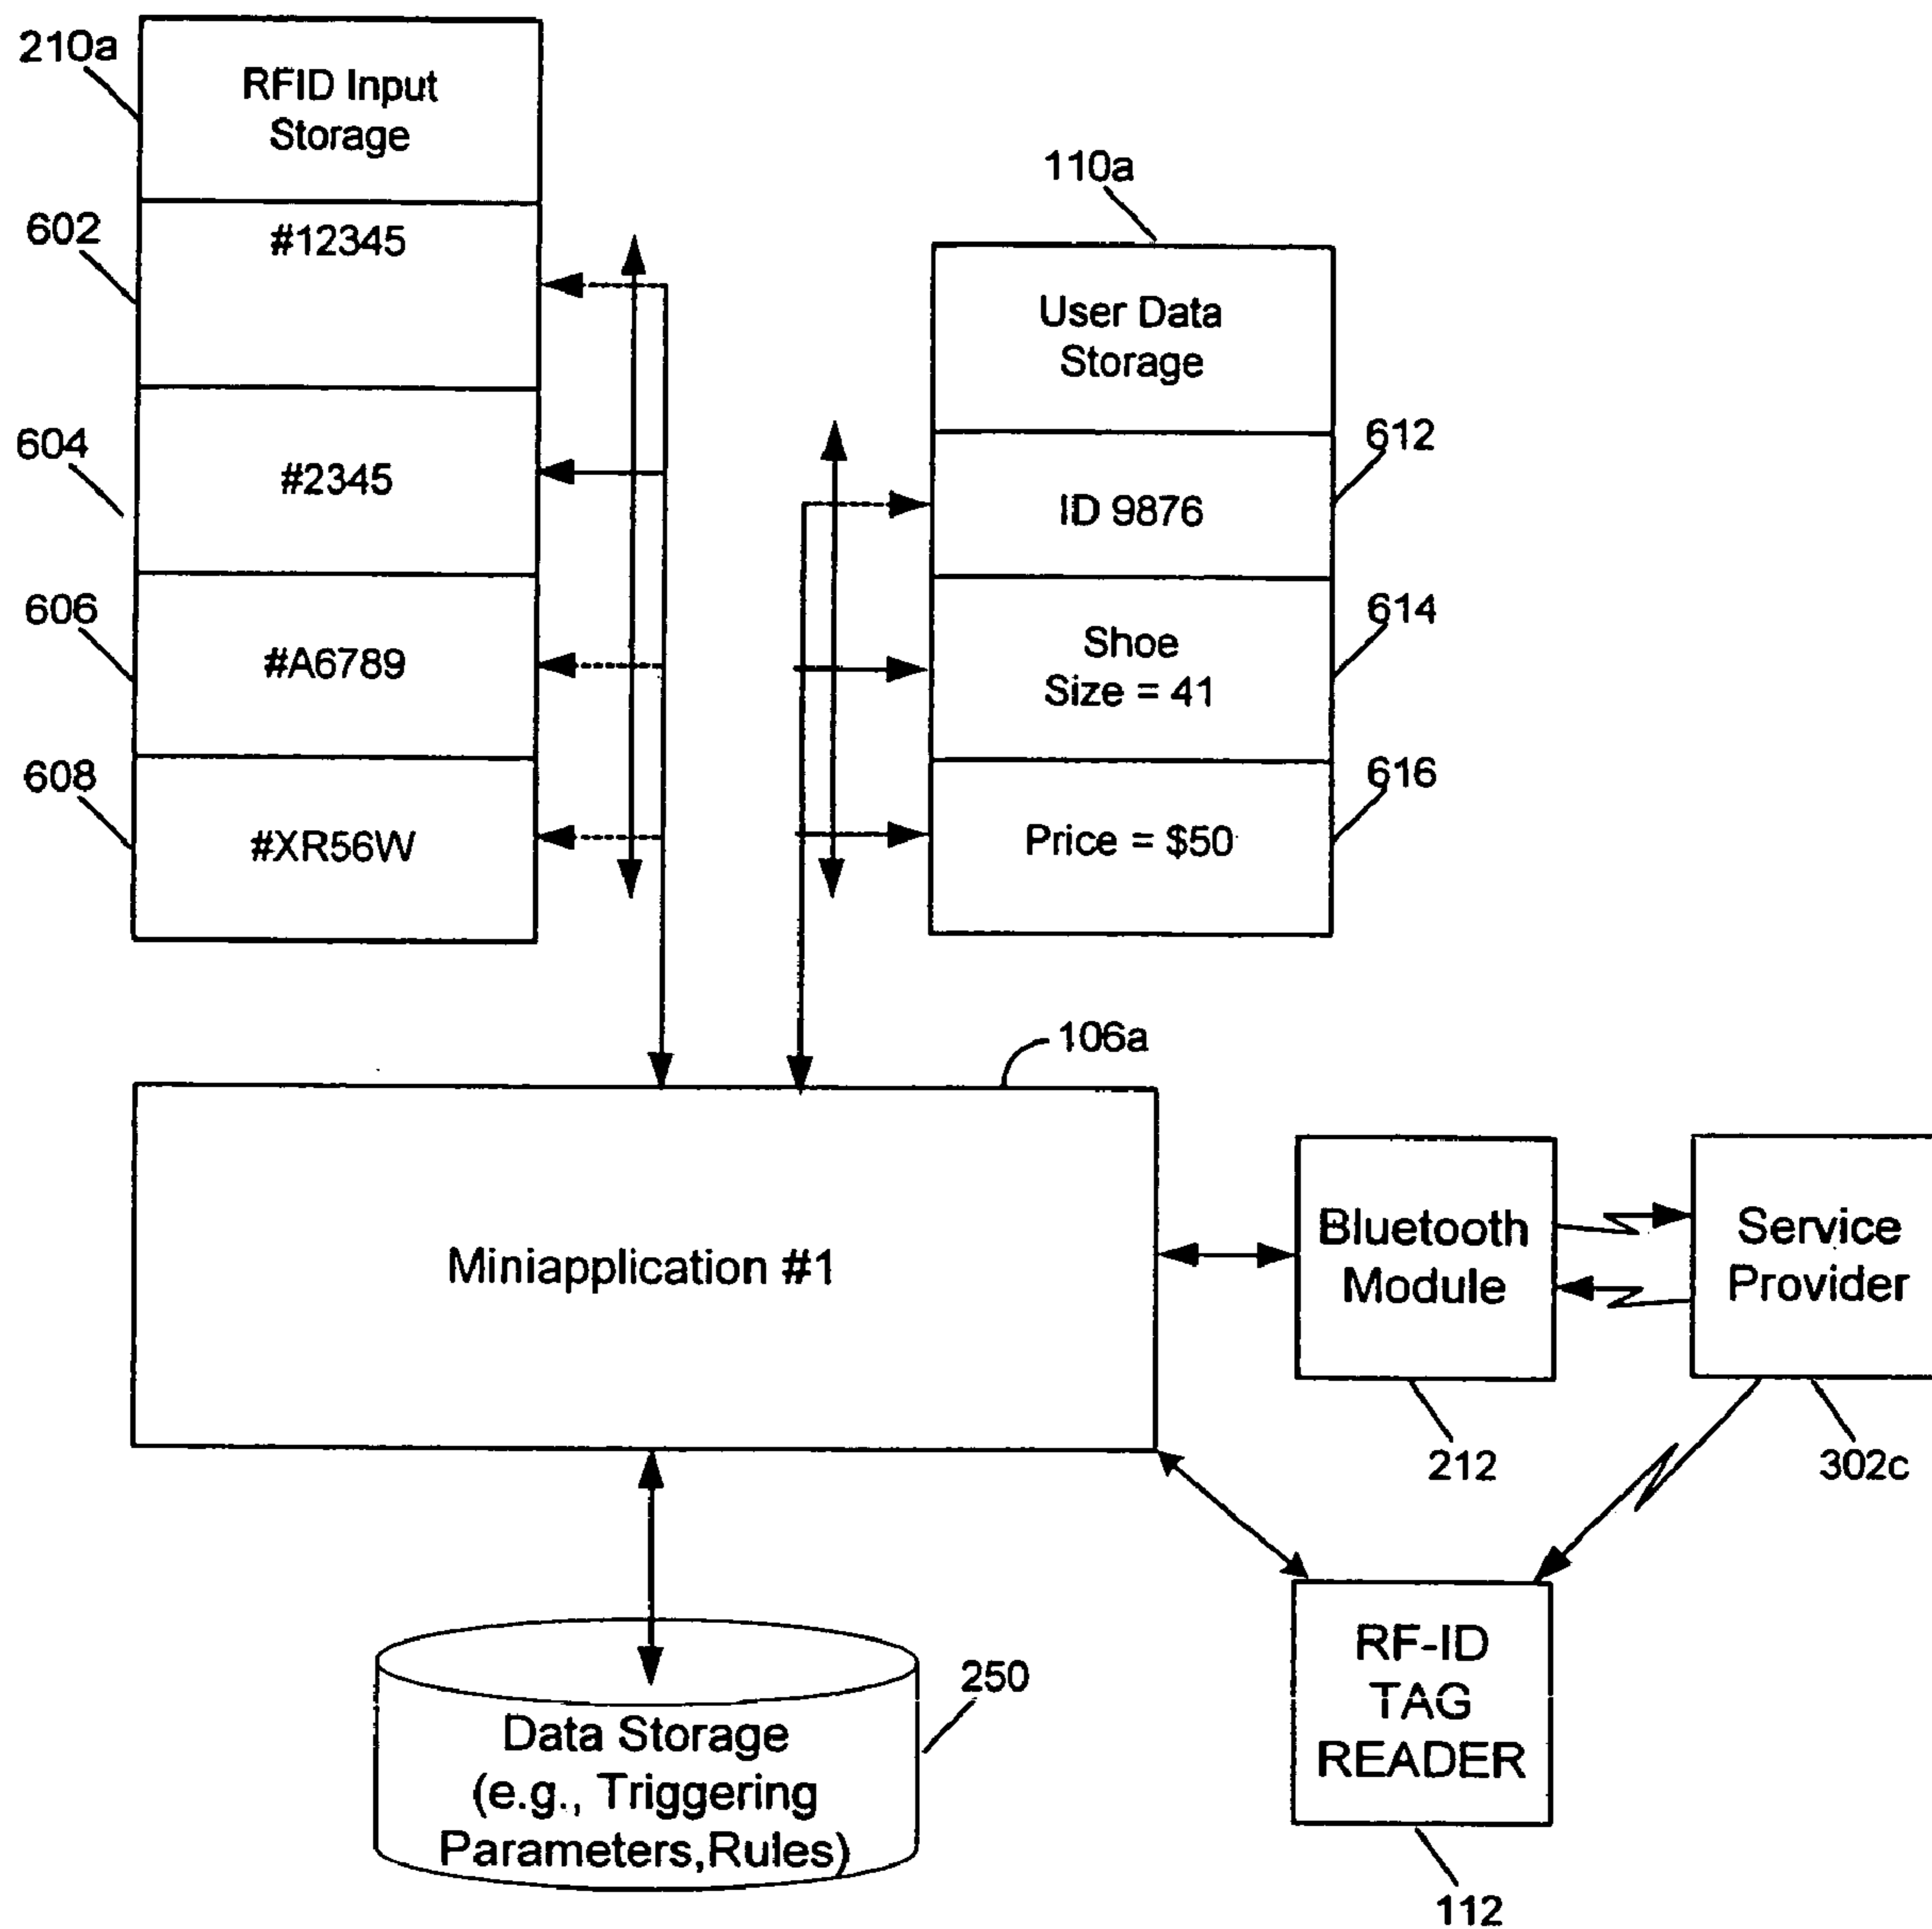 210a
RFID Input
Storage
602
#12345
604
#2345
606
#A6789
608
#XR56W
110a
User Data
Storage
612
ID 9876
614
Shoe
Size = 41
616
Price = $50
106a
Miniapplication #1
Bluetooth
Module
212
Service
Provider
302c
250
Data Storage
(e.g., Triggering
Parameters,Rules)
RF-ID
TAG
READER
112